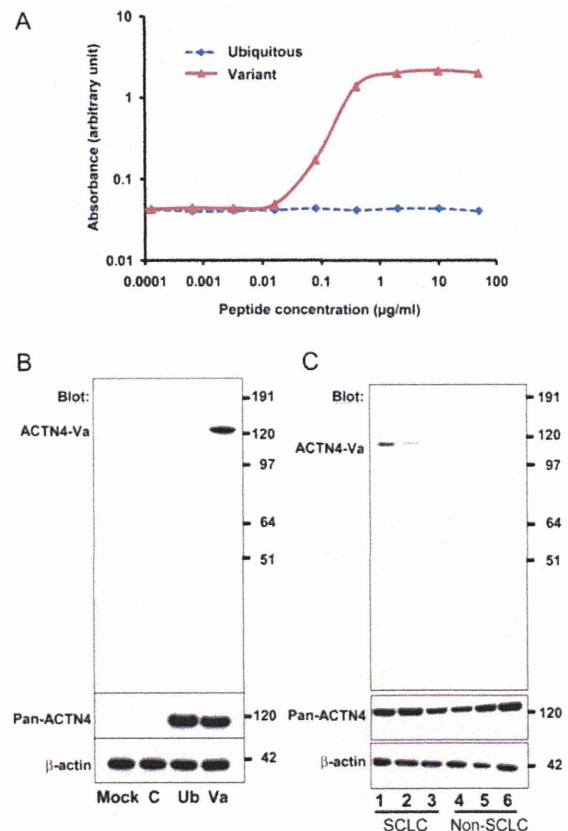 A
10
1
0.1
0.01
Absorbance (arbitrary unit)
Ubiquitous
Variant
0.0001 0.001 0.01 0.1 1 10 100
Peptide concentration (µg/ml)
B
Blot:
ACTN4-Va
191
120
97
64
51
Pan-ACTN4
120
β-actin
42
Mock C Ub Va
C
Blot:
ACTN4-Va
191
120
97
64
51
Pan-ACTN4
120
β-actin
42
1 2 3 4 5 6
SCLC Non-SCLC